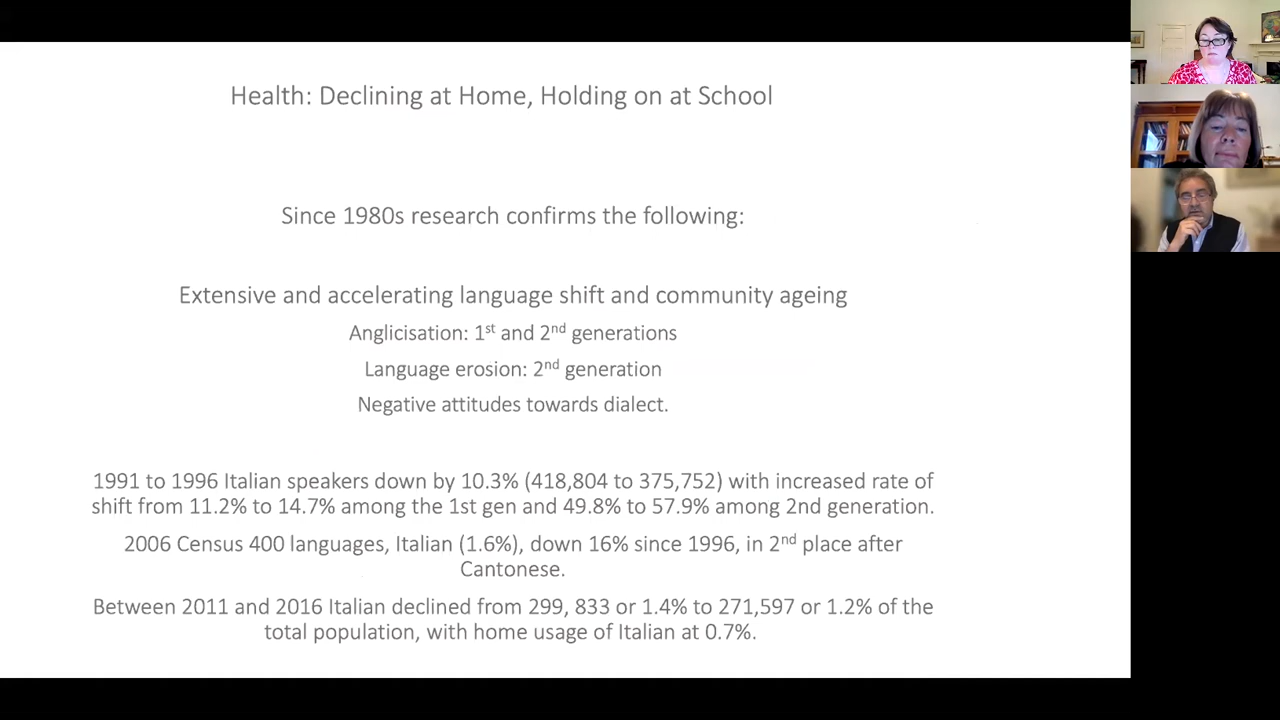 Health: Declining at Home, Holding on at School
Since 1980s research confirms the following:
Extensive and accelerating language shift and community ageing
Anglicisation: 1st and 2nd generations
Language erosion: 2nd generation
Negative attitudes towards dialect.
1991 to 1996 Italian speakers down by 10.3% (418,804 to 375,752) with increased rate of
shift from 11.2% to 14.7% among the 1st gen and 49.8% to 57.9% among 2nd generation.
2006 Census 400 languages, Italian (1.6%), down 16% since 1996, in 2nd place after
Cantonese.
Between 2011 and 2016 Italian declined from 299, 833 or 1.4% to 271,597 or 1.2% of the
total population, with home usage of Italian at 0.7%.